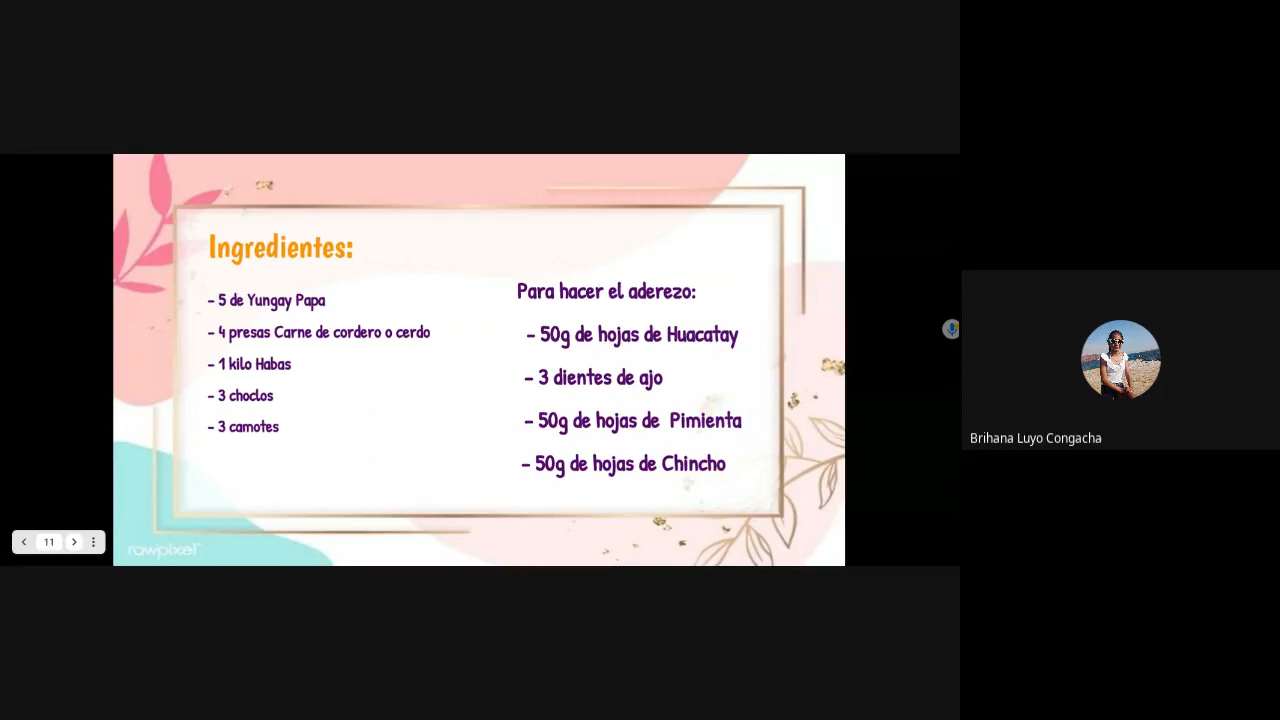 Ingredientes:
- 5 de Yungay Papa
- 4 presas Carne de cordero o cerdo
- 1 kilo Habas
- 3 choclos
- 3 camotes
Para hacer el aderezo:
- 50g de hojas de Huacatay
- 3 dientes de ajo
- 50g de hojas de Pimienta
- 50g de hojas de Chincho
rawpixel
11
Brihana Luyo Congacha